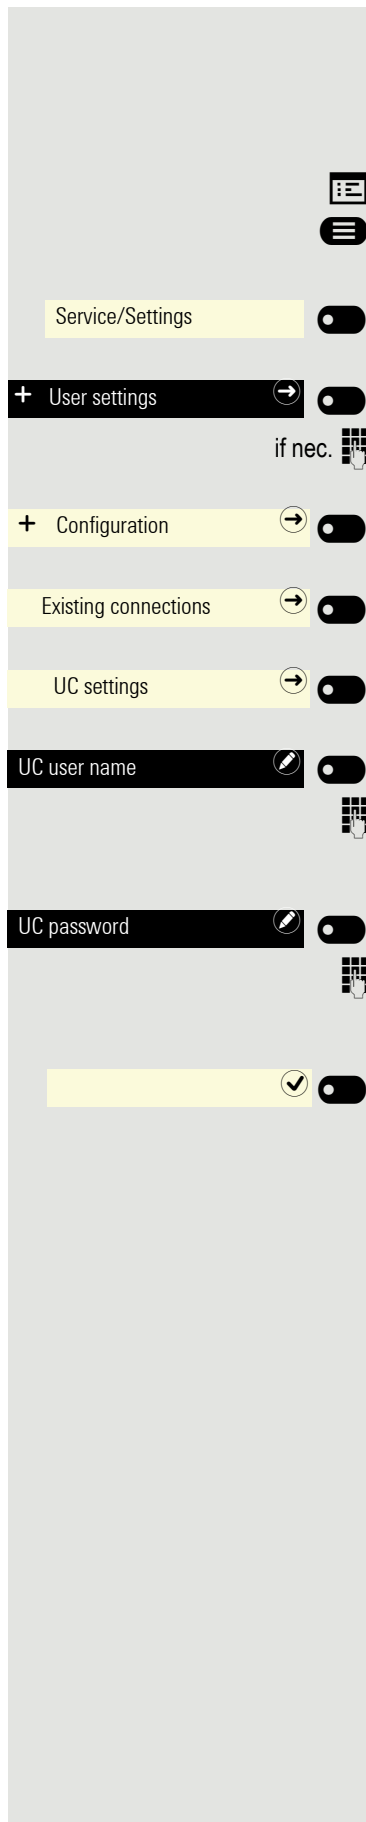 Service/Settings
+ User settings
if nec.
+ Configuration
Existing connections
UC settings
UC user name
UC password